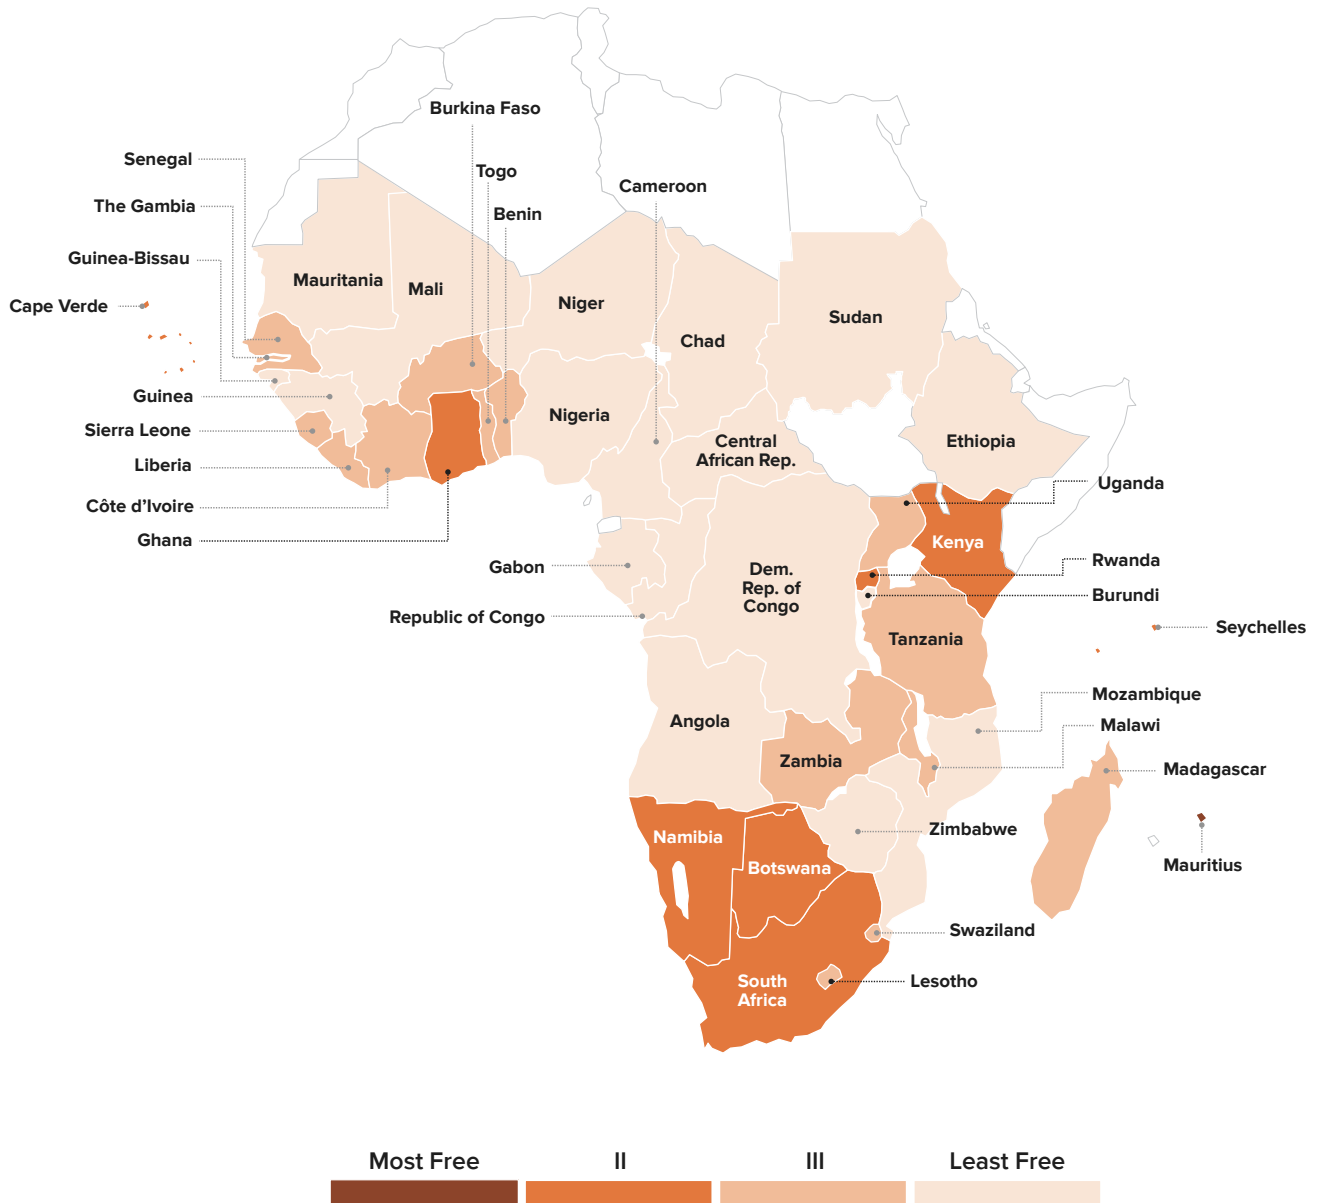 Burkina Faso
Senegal
Togo
Cameroon
The Gambia
Benin
Guinea-Bissau
Mauritania
Mali
Cape Verde
Niger
Sudan
Chad
Guinea
Nigeria
Sierra Leone
Central
African Rep.
Ethiopia
Liberia
Uganda
Côte d’Ivoire
Ghana
Kenya
Rwanda
Gabon
Dem.
Rep. of
Congo
Burundi
Republic of Congo
Seychelles
Tanzania
Mozambique
Angola
Malawi
Zambia
Madagascar
Zimbabwe
Namibia
Mauritius
Botswana
Swaziland
South
Africa
Lesotho
Most Free
II
III
Least Free